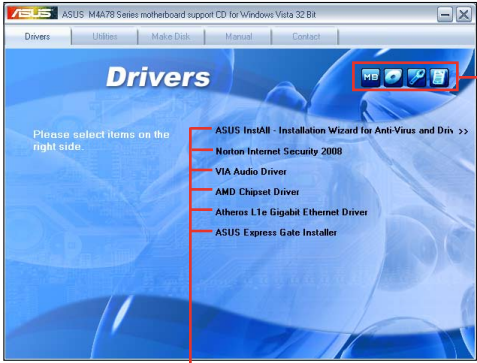 ASUS ASUS M4A78 Series motherboard support CD for Windows Vista 32 Bit
Drivers Utilities Make Disk Manual Contact
Drivers
MB
Please select items on the right side.
ASUS InstAll - Installation Wizard for Anti-Virus and Driv >>
Norton Internet Security 2008
VIA Audio Driver
AMD Chipset Driver
Atheros L1e Gigabit Ethernet Driver
ASUS Express Gate Installer